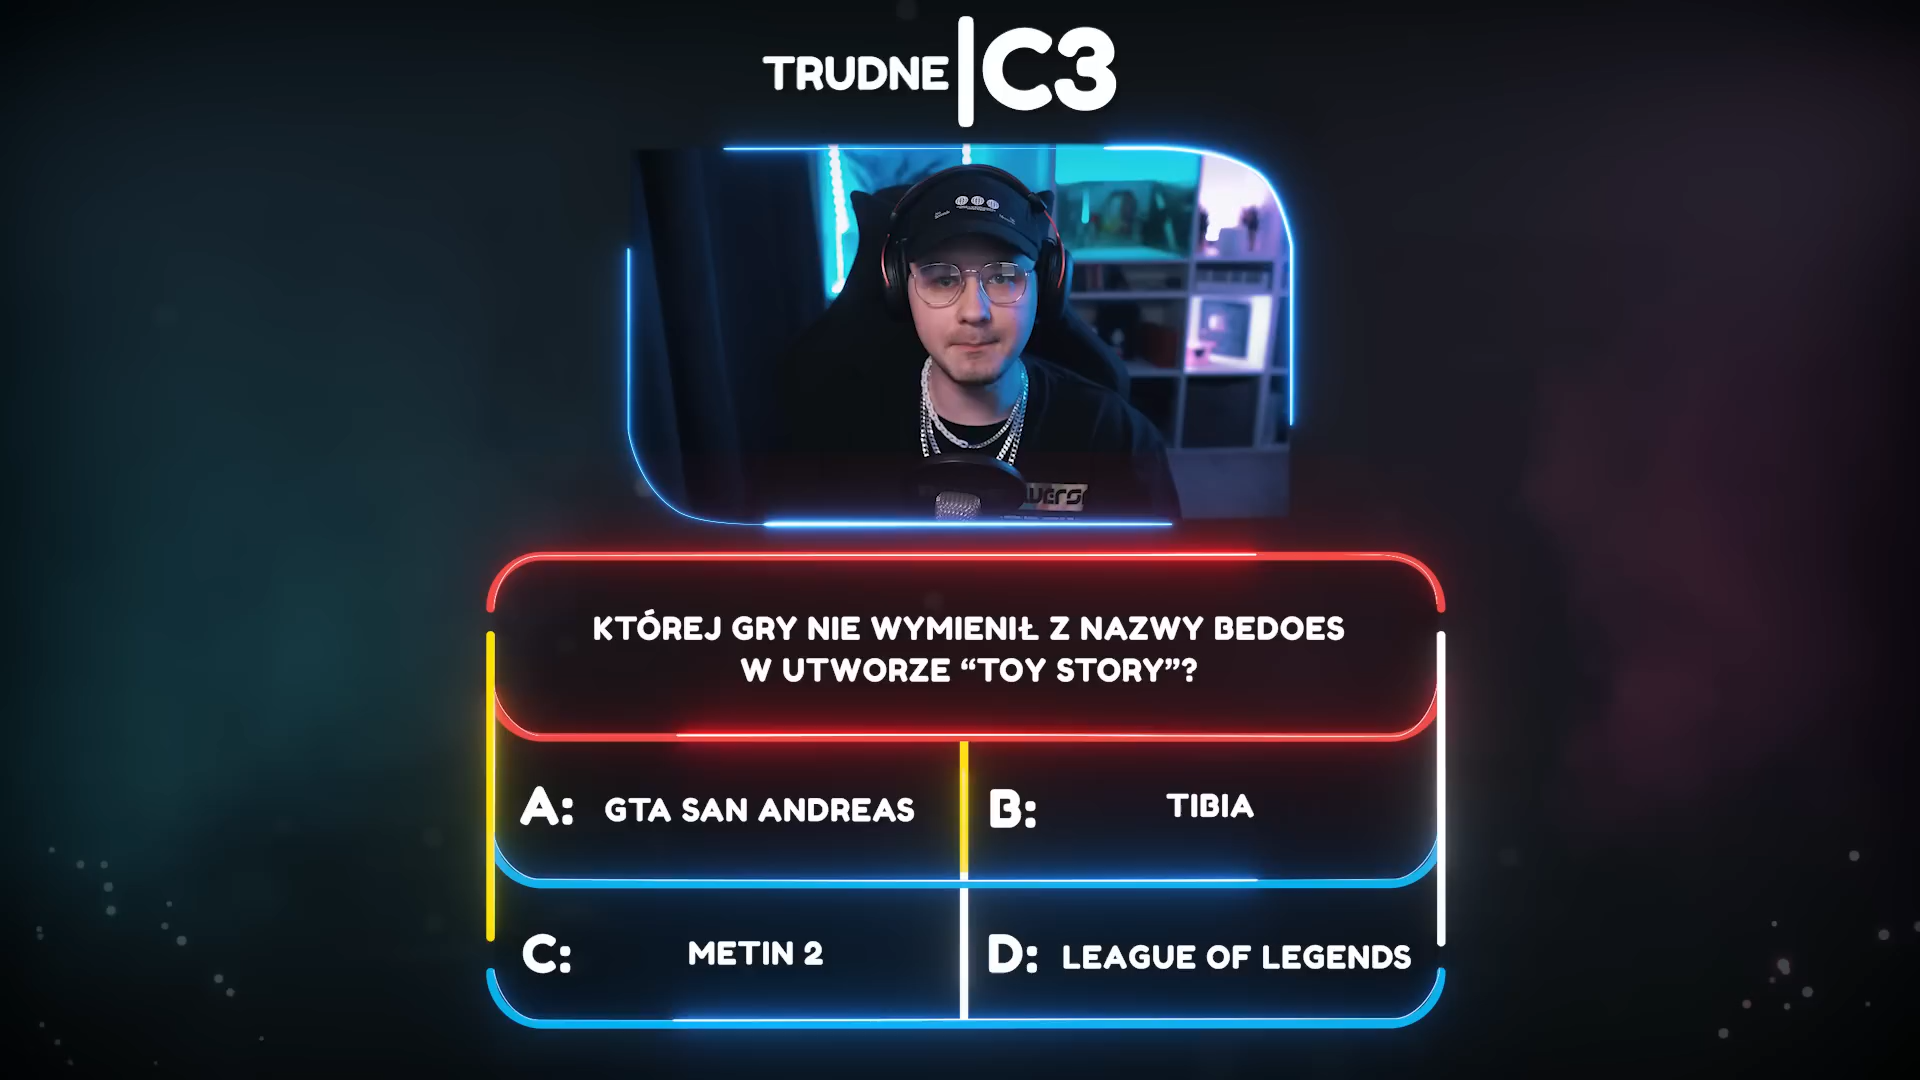 TRUDNE
C3
KTÓREJ GRY NIE WYMIENIŁ Z NAZWY BEDOES
W UTWORZE “TOY STORY”?
A: GTA SAN ANDREAS
B: TIBIA
C: METIN 2
D: LEAGUE OF LEGENDS